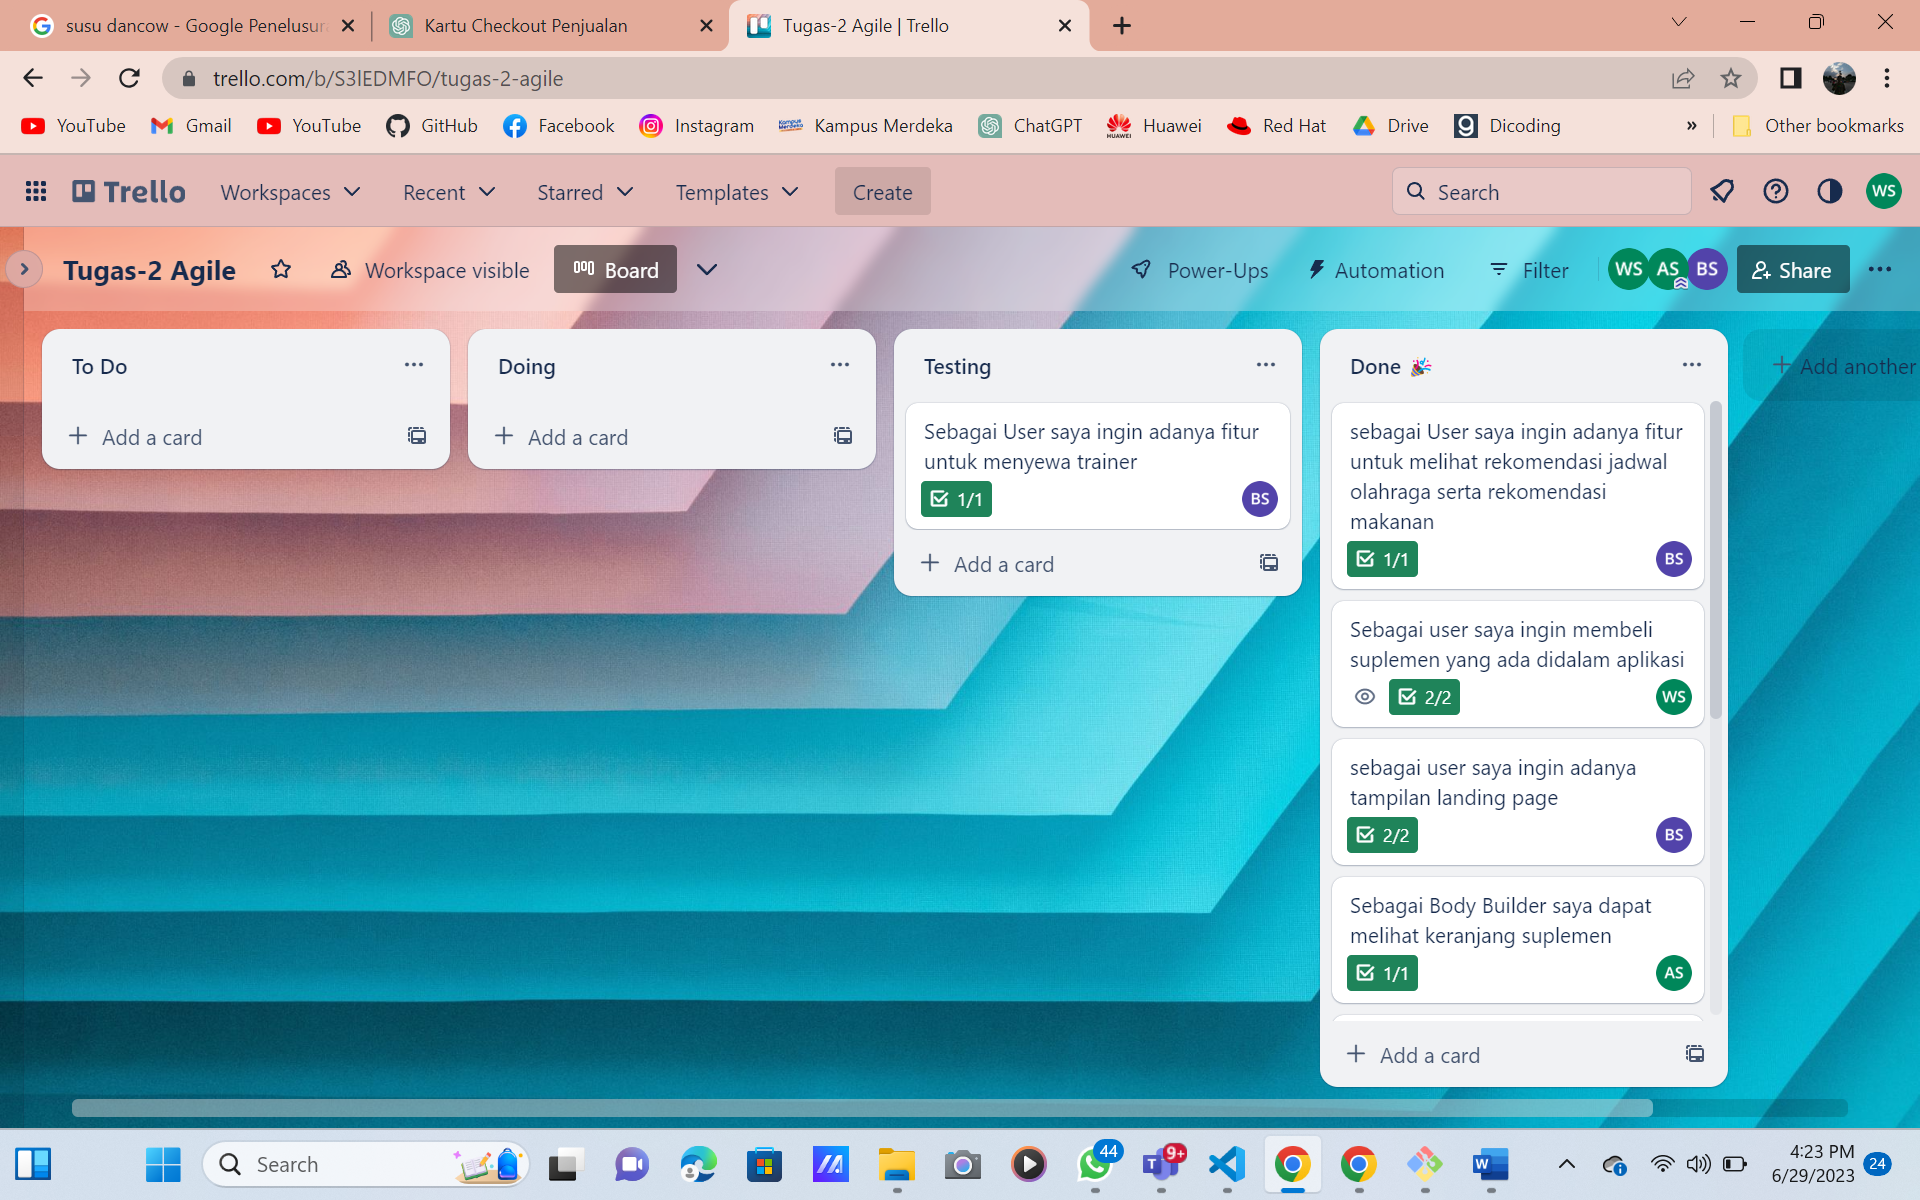 susu dancow - Google Penelusura
Kartu Checkout Penjualan
Tugas-2 Agile | Trello
trello.com/b/S3lEDMFO/tugas-2-agile
YouTube
Gmail
YouTube
GitHub
Facebook
Instagram
Kampus Merdeka
ChatGPT
Huawei
Red Hat
Drive
Dicoding
»
Other bookmarks
Trello
Workspaces
Recent
Starred
Templates
Create
Search
WS
Tugas-2 Agile
Workspace visible
Board
Power-Ups
Automation
Filter
WS
AS
BS
Share
To Do
Add a card
Doing
Add a card
Testing
Sebagai User saya ingin adanya fitur
untuk menyewa trainer
1/1
BS
Add a card
Done 🎉
sebagai User saya ingin adanya fitur
untuk melihat rekomendasi jadwal
olahraga serta rekomendasi
makanan
1/1
BS
Sebagai user saya ingin membeli
suplemen yang ada didalam aplikasi
2/2
WS
sebagai user saya ingin adanya
tampilan landing page
2/2
BS
Sebagai Body Builder saya dapat
melihat keranjang suplemen
1/1
AS
Add a card
Add another
Search
44
9+
4:23 PM
6/29/2023
24